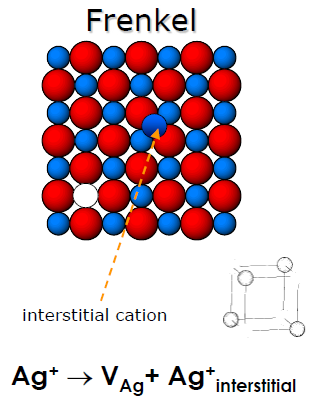 Frenkel
interstitial cation
Ag⁺ → V_Ag + Ag⁺_interstitial